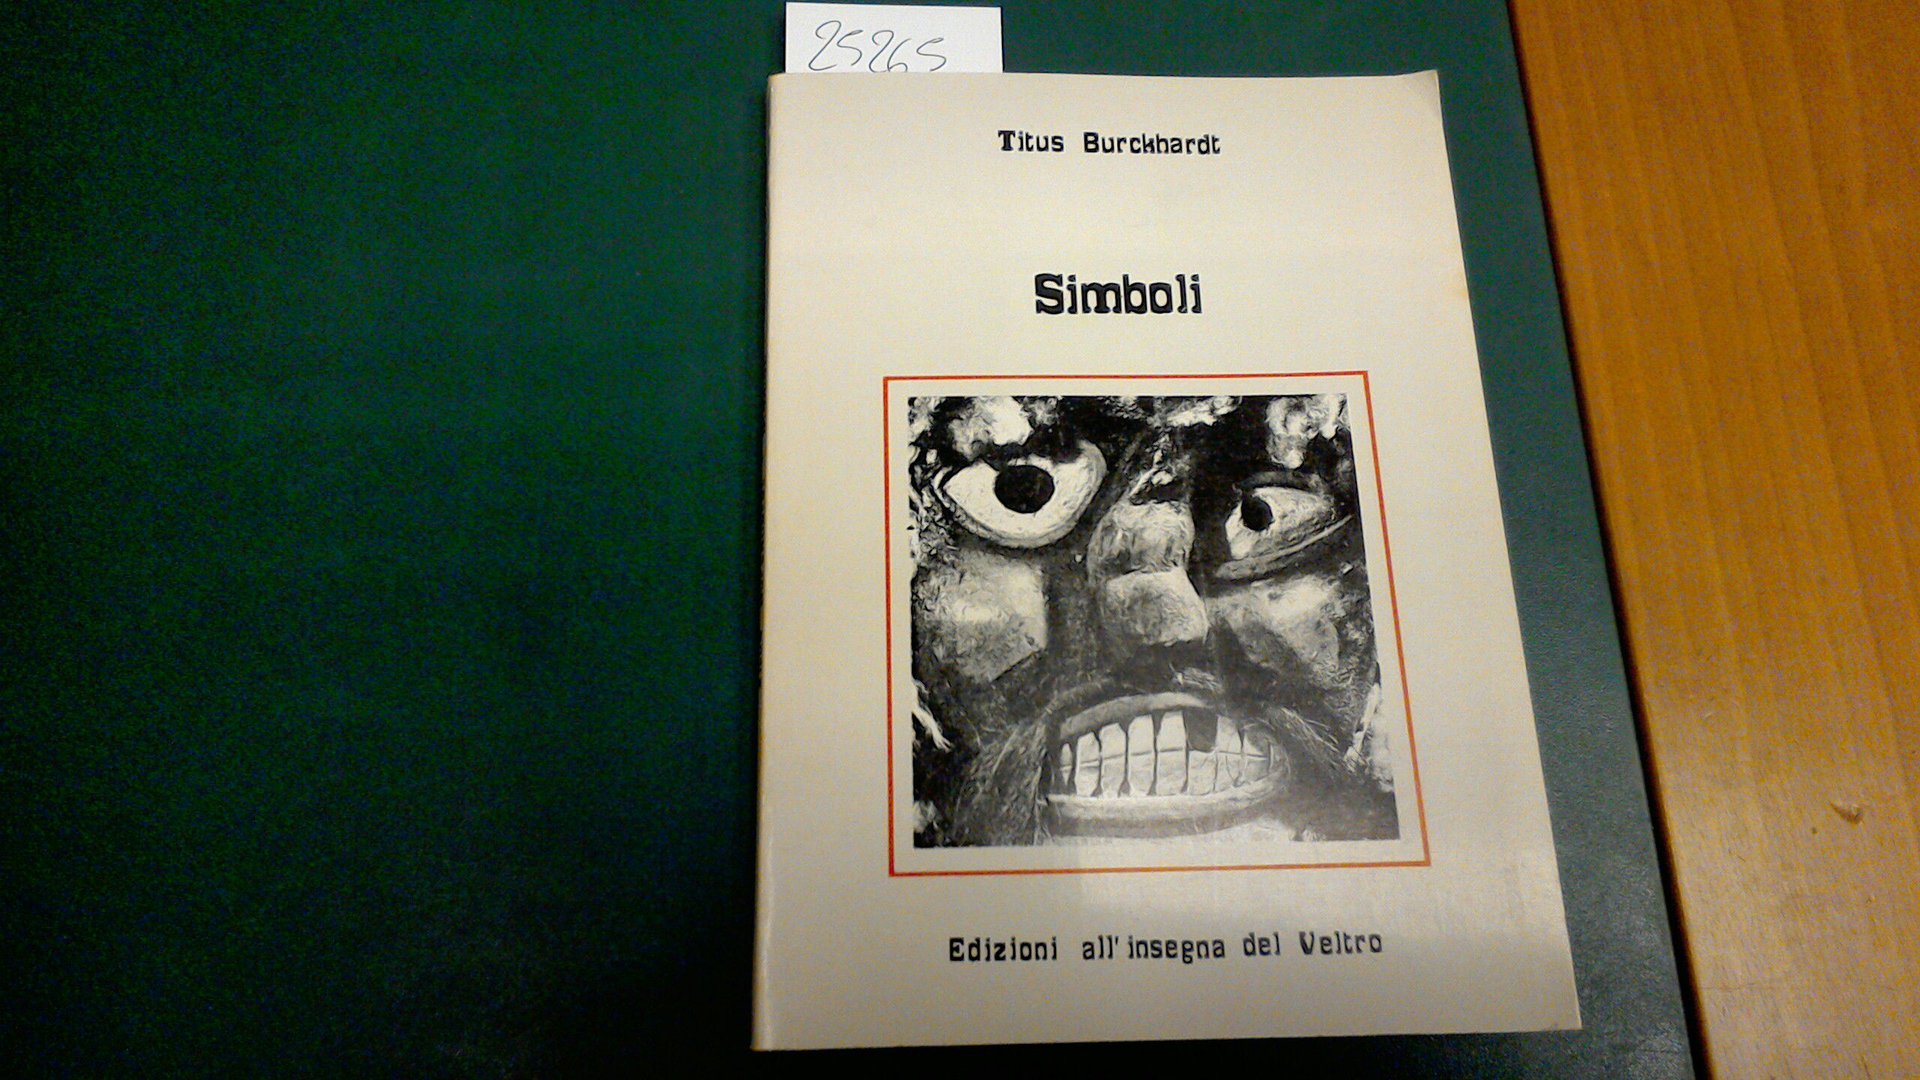 25265
Titus Burckhardt
Simboli
Edizioni all'insegna del Veltro